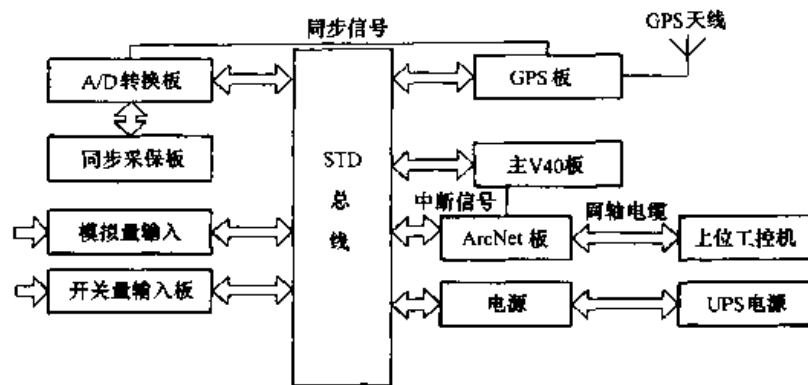 同步信号
GPS天线
A/D转换板
GPS板
同步采保板
STD
总
线
主V40板
中断信号
同轴电缆
模拟量输入
ArcNet板
上位工控机
开关量输入板
电源
UPS电源